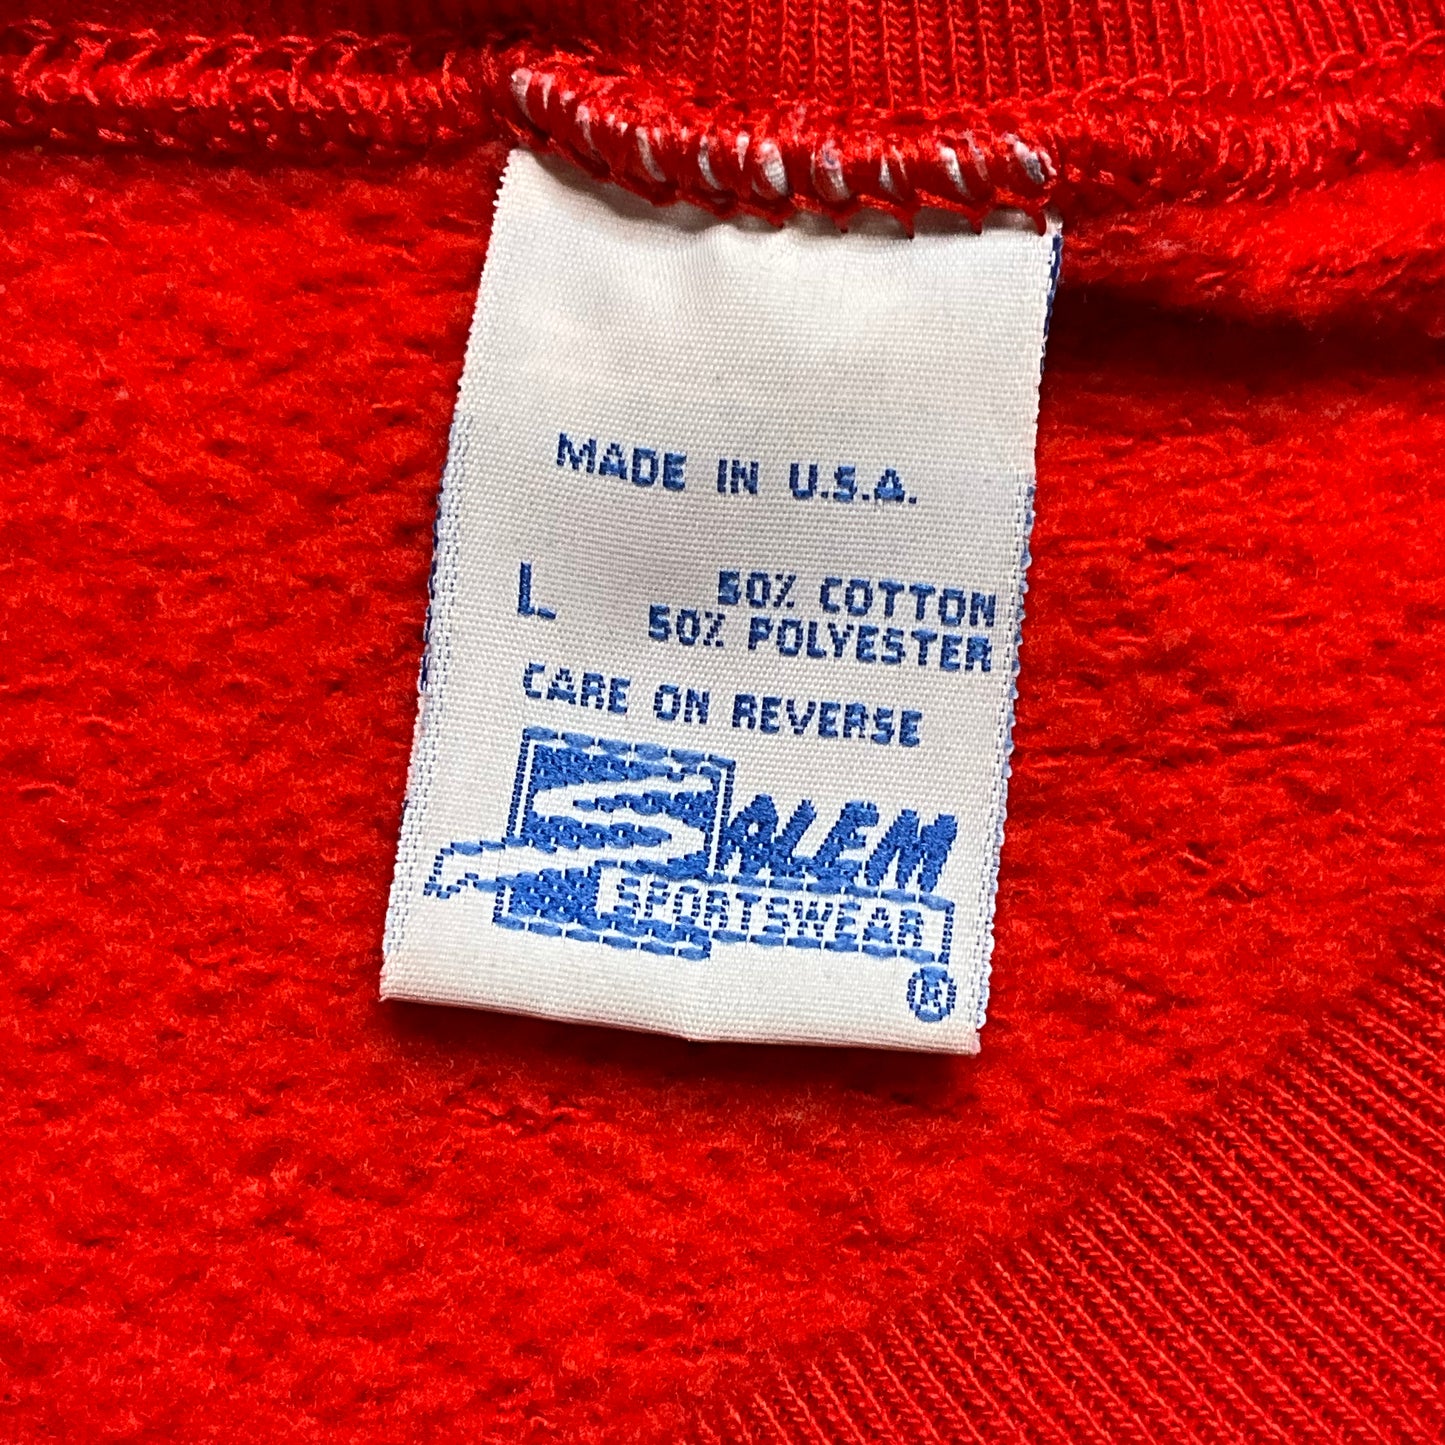 MADE IN U.S.A.
L 50% COTTON
50% POLYESTER
CARE ON REVERSE
SALEM
SPORTSWEAR
®